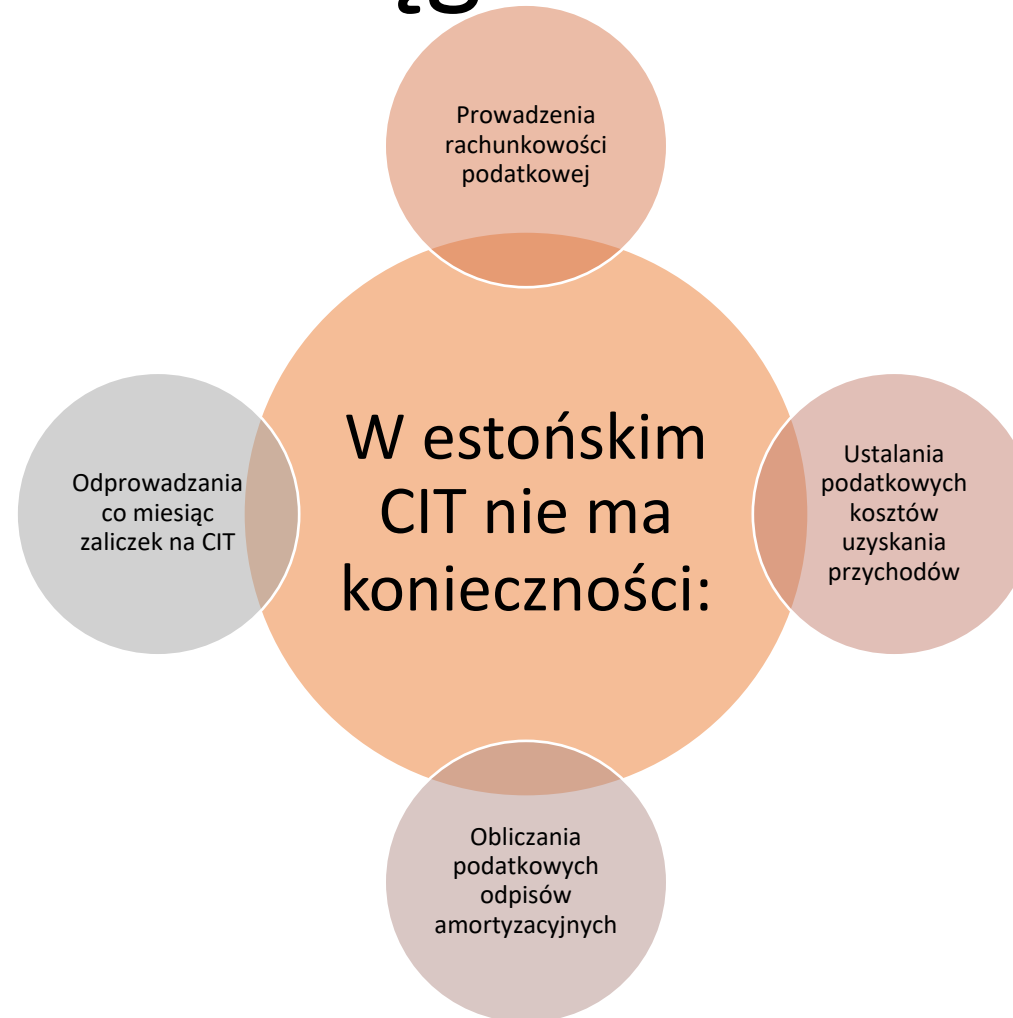 Prowadzenia
rachunkowości
podatkowej
W estońskim
CIT nie ma
konieczności:
Ustalania
podatkowych
kosztów
uzyskania
przychodów
Obliczania
podatkowych
odpisów
amortyzacyjnych
Odprowadzania
co miesiąc
zaliczek na CIT